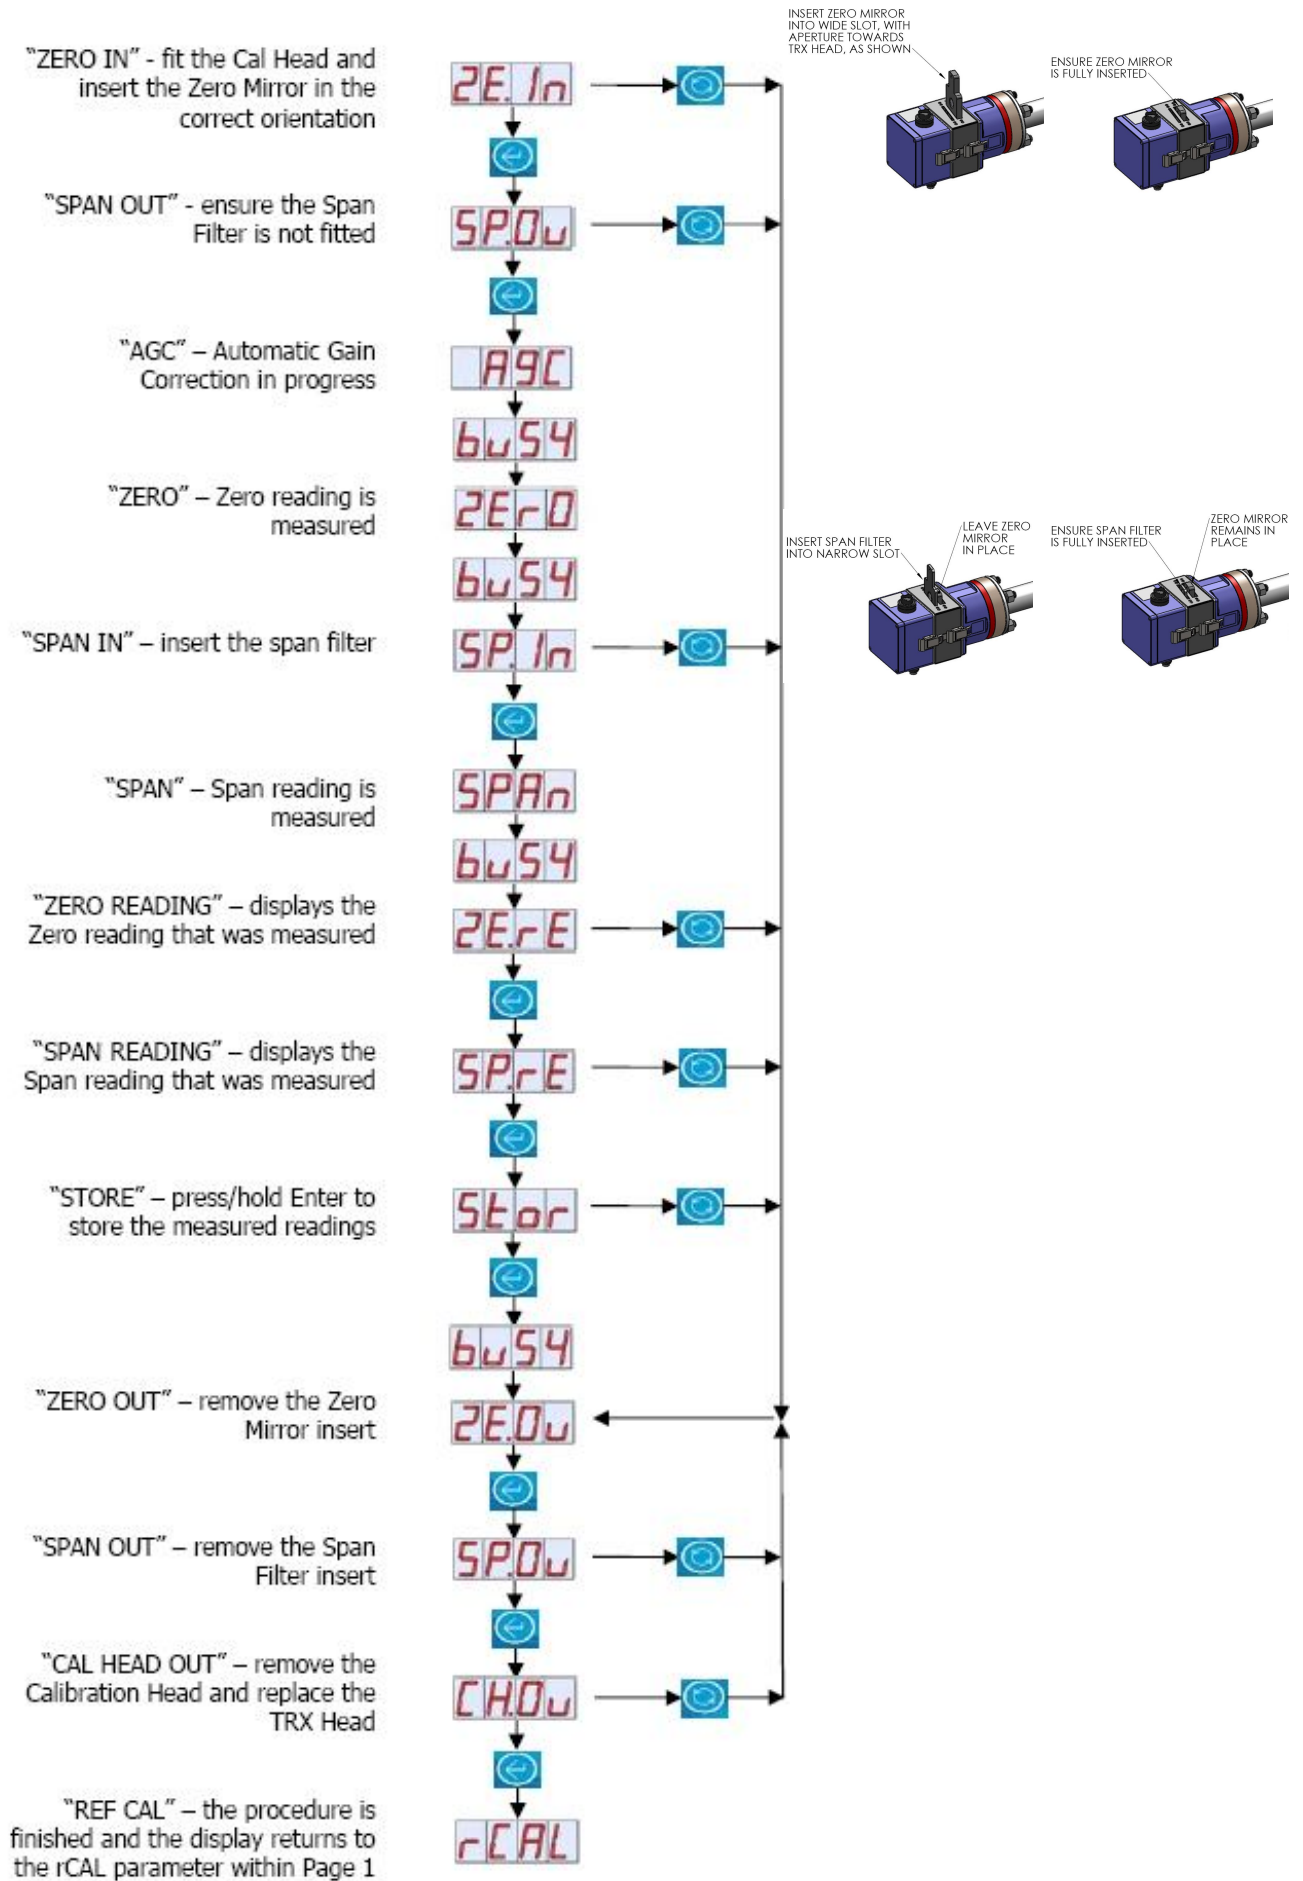 INSERT ZERO MIRROR
INTO WIDE SLOT, WITH
APERTURE TOWARDS
TRX HEAD, AS SHOWN
ENSURE ZERO MIRROR
IS FULLY INSERTED
“ZERO IN” - fit the Cal Head and
insert the Zero Mirror in the
correct orientation
2E.In
“SPAN OUT” - ensure the Span
Filter is not fitted
SP.Ou
“AGC” – Automatic Gain
Correction in progress
AgC
buSY
“ZERO” – Zero reading is
measured
2ErO
buSY
INSERT SPAN FILTER
INTO NARROW SLOT
LEAVE ZERO
MIRROR
IN PLACE
ENSURE SPAN FILTER
IS FULLY INSERTED
ZERO MIRROR
REMAINS IN
PLACE
“SPAN IN” – insert the span filter
SP.In
“SPAN” – Span reading is
measured
SPAn
buSY
“ZERO READING” – displays the
Zero reading that was measured
2E.rE
“SPAN READING” – displays the
Span reading that was measured
SP.rE
“STORE” – press/hold Enter to
store the measured readings
Stor
buSY
“ZERO OUT” – remove the Zero
Mirror insert
2E.Ou
“SPAN OUT” – remove the Span
Filter insert
SP.Ou
“CAL HEAD OUT” – remove the
Calibration Head and replace the
TRX Head
CH.Ou
“REF CAL” – the procedure is
finished and the display returns to
the rCAL parameter within Page 1
rCAL